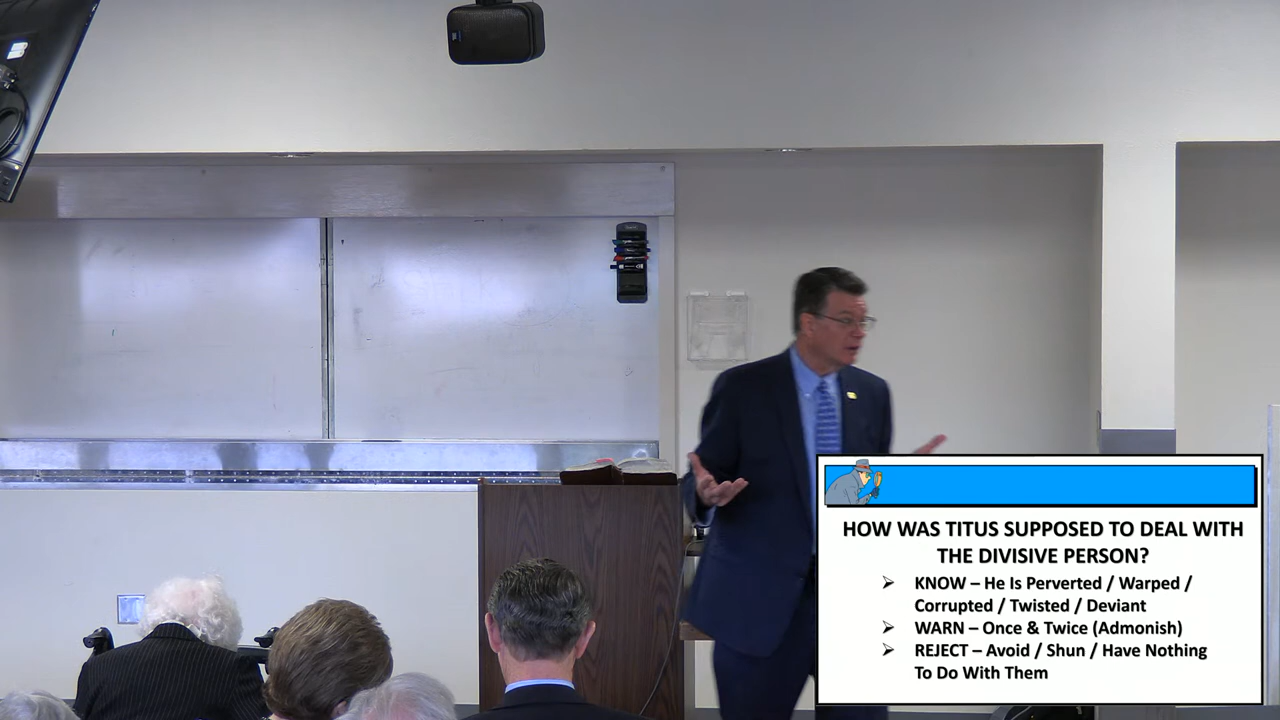 HOW WAS TITUS SUPPOSED TO DEAL WITH
THE DIVISIVE PERSON?
➢ KNOW – He Is Perverted / Warped /
Corrupted / Twisted / Deviant
➢ WARN – Once & Twice (Admonish)
➢ REJECT – Avoid / Shun / Have Nothing
To Do With Them